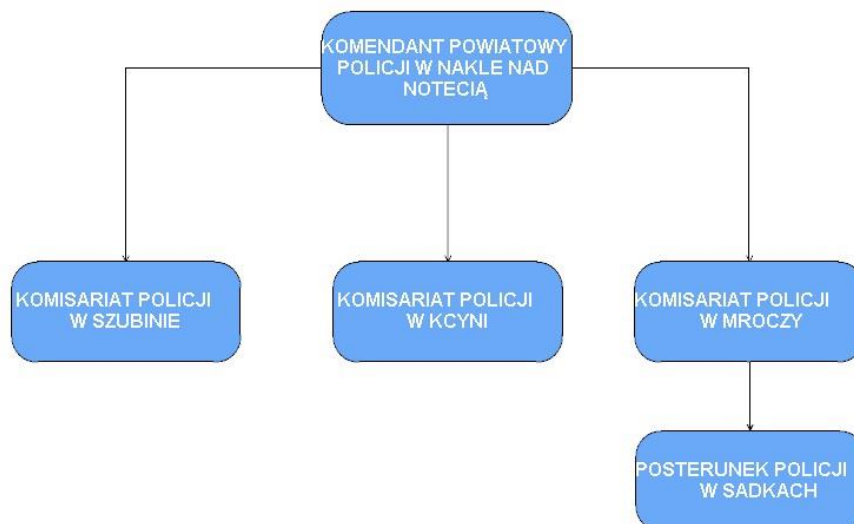 KOMENDANT POWIATOWY
POLICJI W NAKLE NAD
NOTECIĄ
KOMISARIAT POLICJI
W SZUBINIE
KOMISARIAT POLICJI
W KCYNI
KOMISARIAT POLICJI
W MROCZY
POSTERUNEK POLICJI
W SADKACH